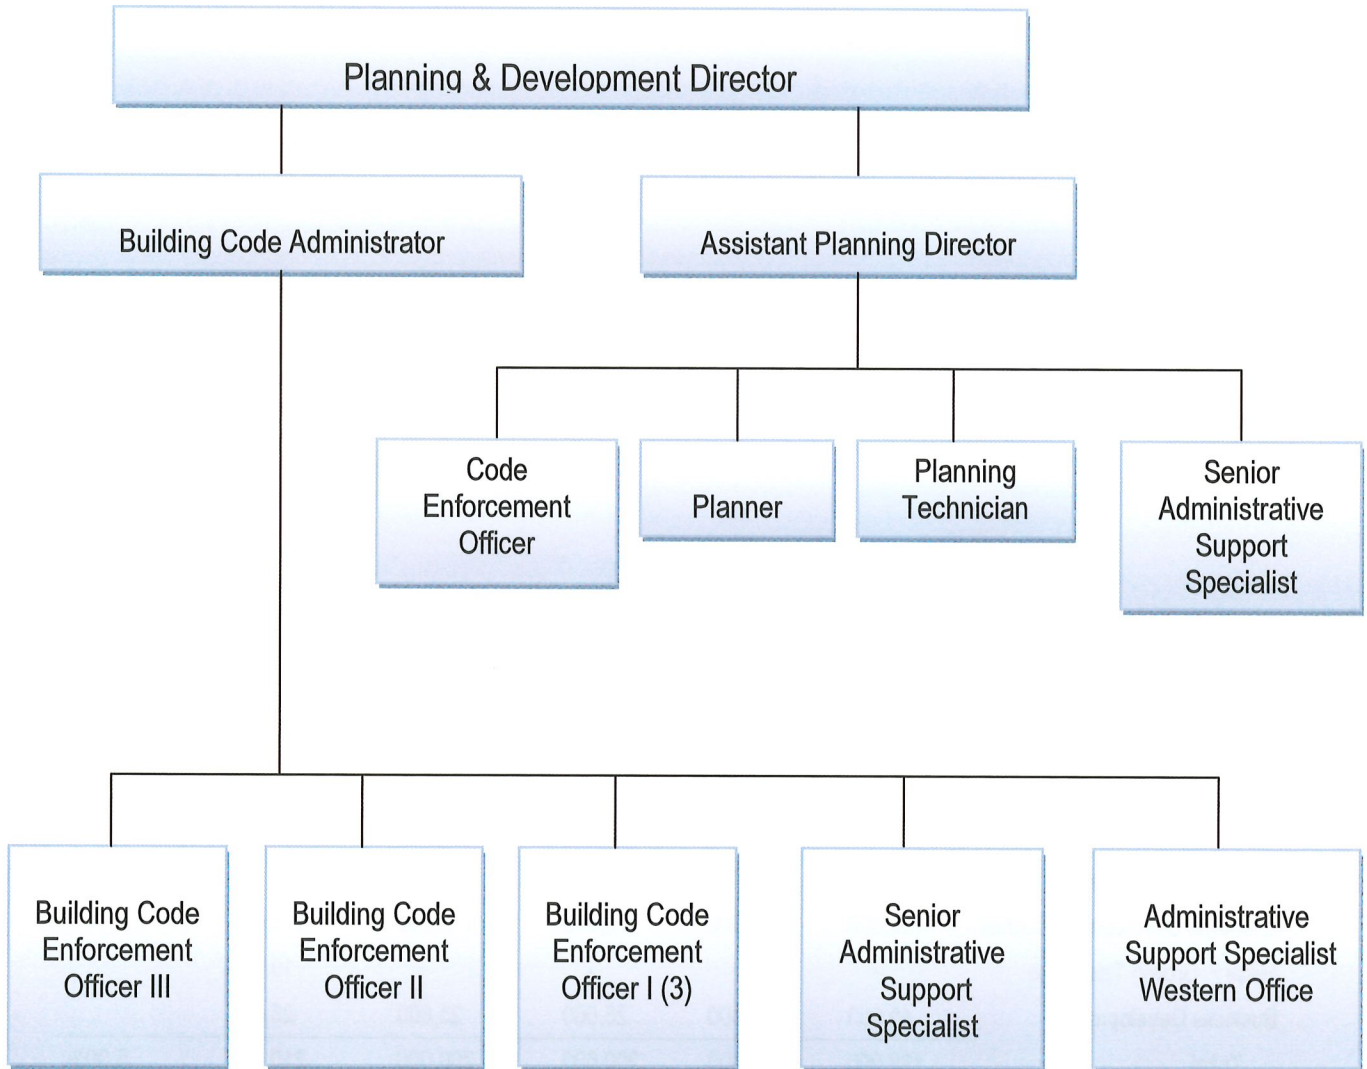 Planning & Development Director
Building Code Administrator
Assistant Planning Director
Code
Enforcement
Officer
Planner
Planning
Technician
Senior
Administrative
Support
Specialist
Building Code
Enforcement
Officer III
Building Code
Enforcement
Officer II
Building Code
Enforcement
Officer I (3)
Senior
Administrative
Support
Specialist
Administrative
Support Specialist
Western Office